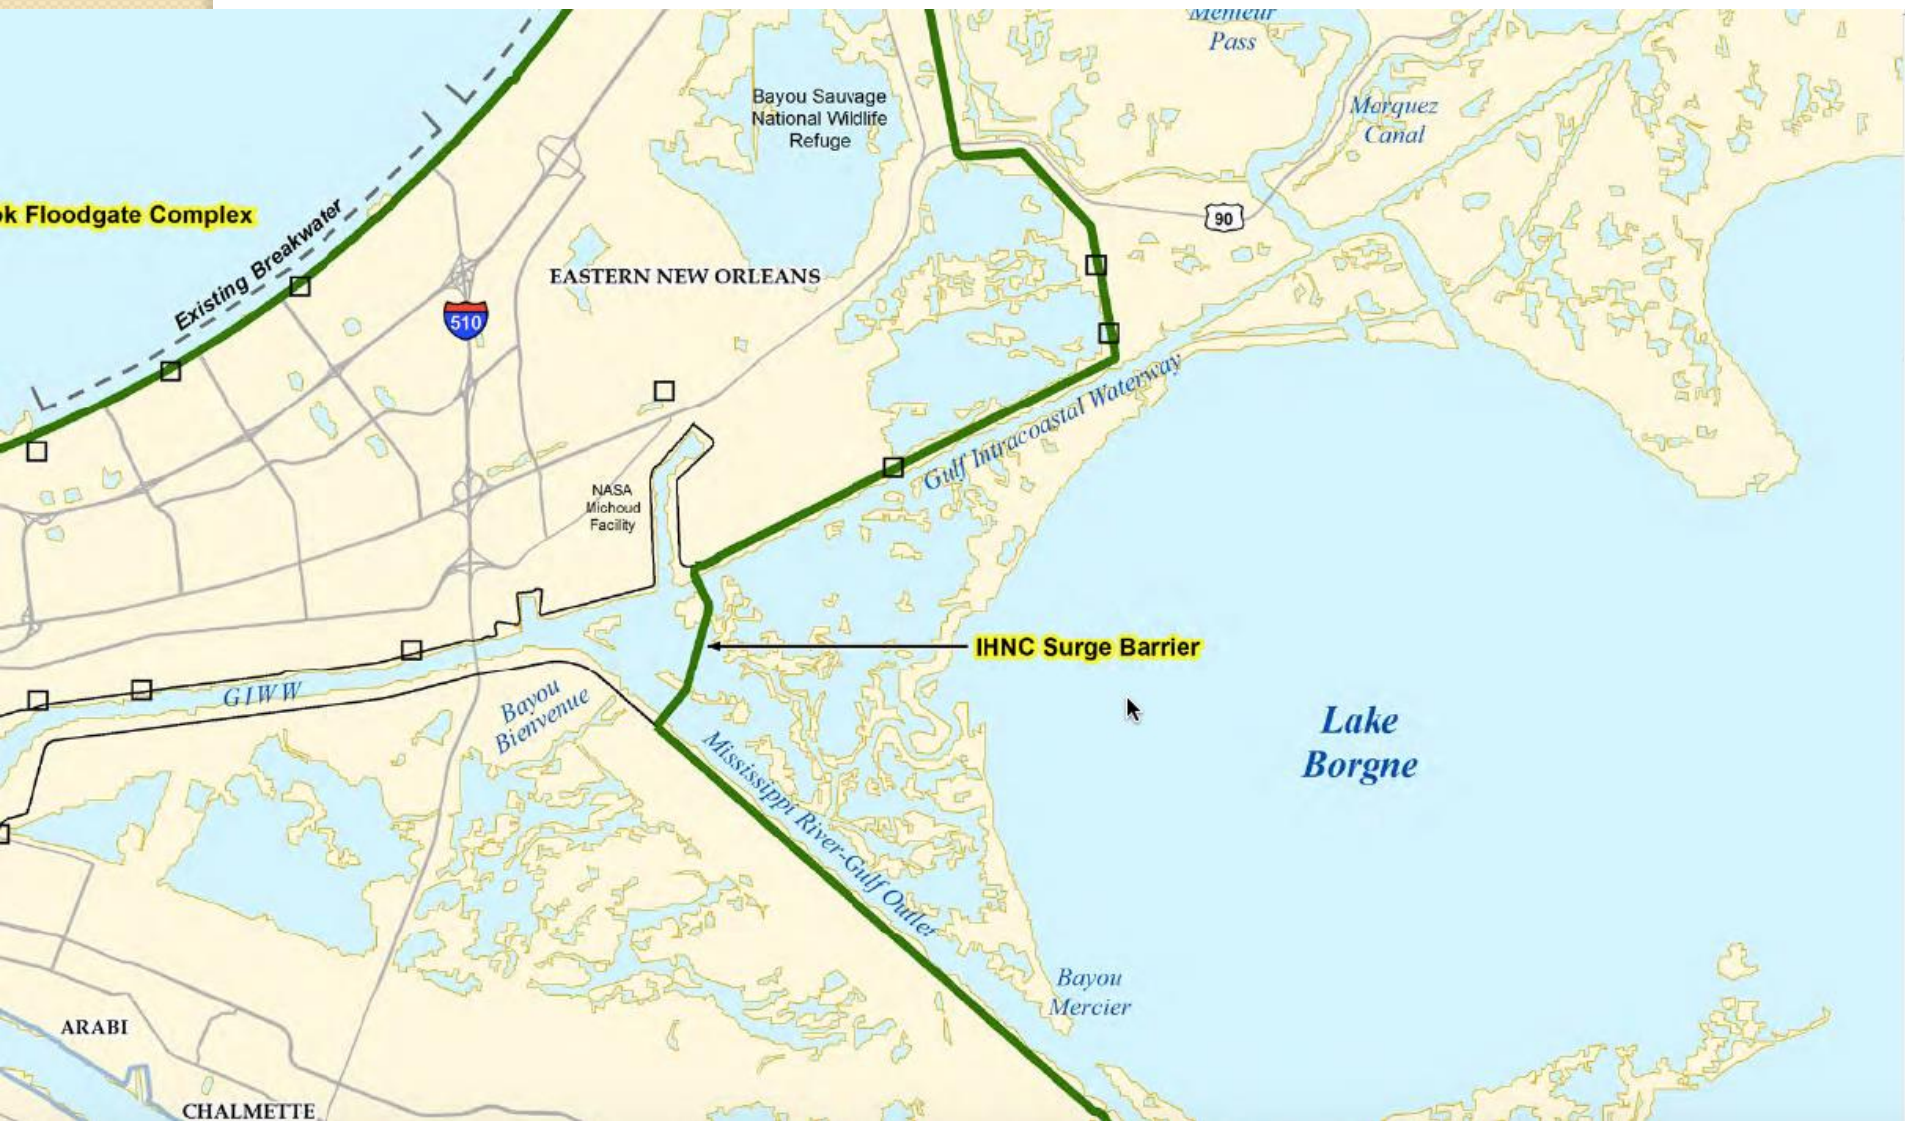 Menteur
Pass
Bayou Sauvage
National Wildlife
Refuge
Marquez
Canal
ok Floodgate Complex
Existing Breakwater
90
EASTERN NEW ORLEANS
510
Gulf Intracoastal Waterway
NASA
Michoud
Facility
IHNC Surge Barrier
GIWW
Bayou
Bienvenue
Lake
Borgne
Mississippi River-Gulf Outlet
Bayou
Mercier
ARABI
CHALMETTE